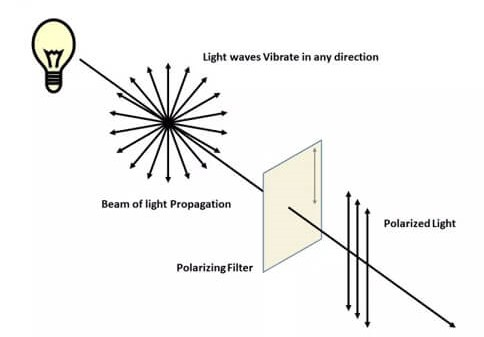 Light waves Vibrate in any direction
Beam of light Propagation
Polarized Light
Polarizing Filter